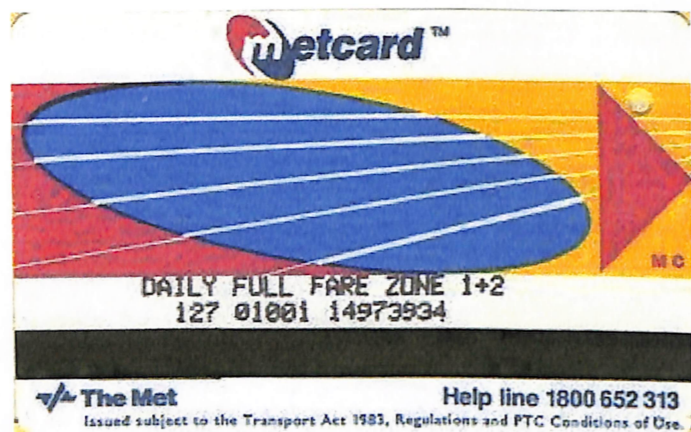 metcard™
MC
DAILY FULL FARE ZONE 1+2
127 01001 14973934
The Met
Help line 1800 652 313
Issued subject to the Transport Act 1983, Regulations and PTC Conditions of Use.